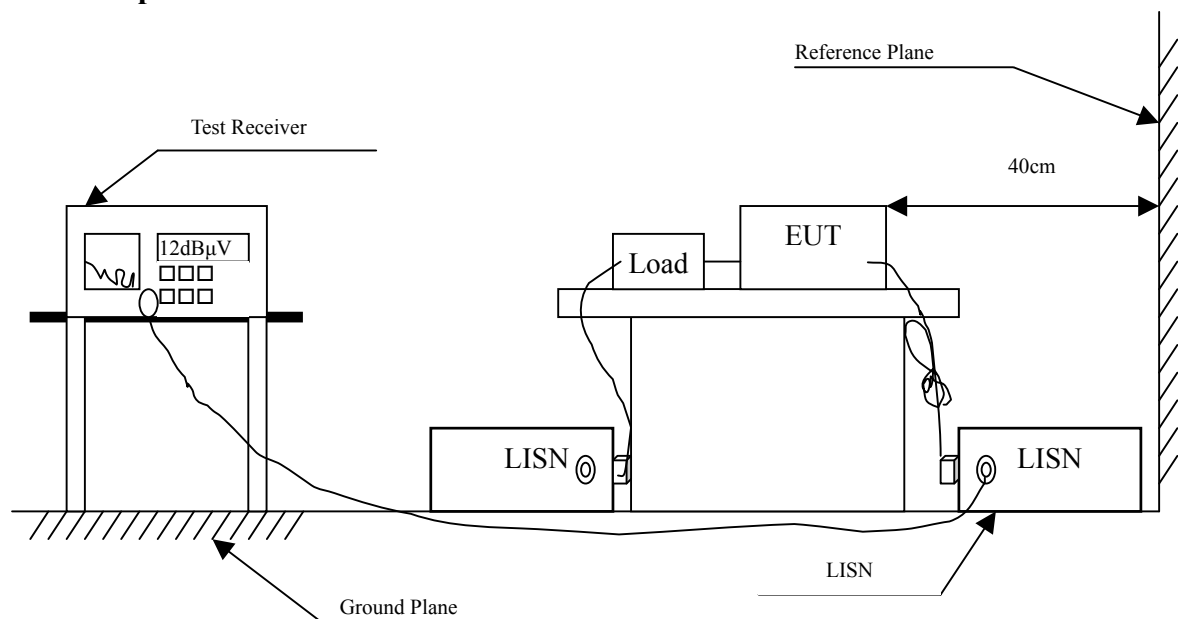 Reference Plane
Test Receiver
40cm
12dBµV
EUT
Load
LISN
LISN
LISN
Ground Plane